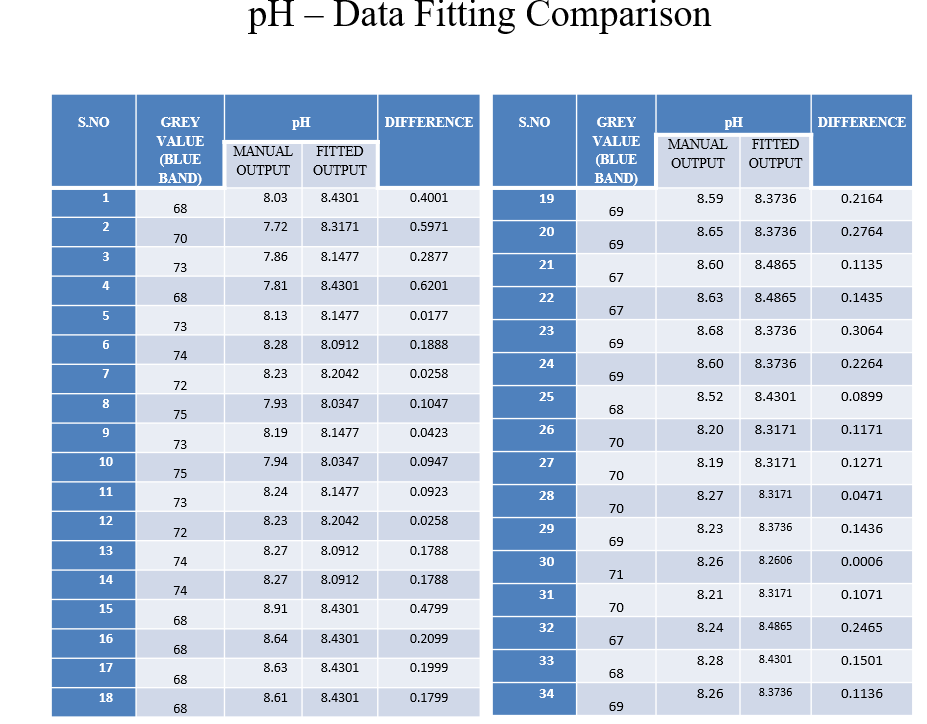 pH – Data Fitting Comparison
S.NO GREY VALUE (BLUE BAND) pH DIFFERENCE
MANUAL OUTPUT FITTED OUTPUT
1 68 8.03 8.4301 0.4001
2 70 7.72 8.3171 0.5971
3 73 7.86 8.1477 0.2877
4 68 7.81 8.4301 0.6201
5 73 8.13 8.1477 0.0177
6 74 8.28 8.0912 0.1888
7 72 8.23 8.2042 0.0258
8 75 7.93 8.0347 0.1047
9 73 8.19 8.1477 0.0423
10 75 7.94 8.0347 0.0947
11 73 8.24 8.1477 0.0923
12 72 8.23 8.2042 0.0258
13 74 8.27 8.0912 0.1788
14 74 8.27 8.0912 0.1788
15 68 8.91 8.4301 0.4799
16 68 8.64 8.4301 0.2099
17 68 8.63 8.4301 0.1999
18 68 8.61 8.4301 0.1799
S.NO GREY VALUE (BLUE BAND) pH DIFFERENCE
MANUAL OUTPUT FITTED OUTPUT
19 69 8.59 8.3736 0.2164
20 69 8.65 8.3736 0.2764
21 67 8.60 8.4865 0.1135
22 67 8.63 8.4865 0.1435
23 69 8.68 8.3736 0.3064
24 69 8.60 8.3736 0.2264
25 68 8.52 8.4301 0.0899
26 70 8.20 8.3171 0.1171
27 70 8.19 8.3171 0.1271
28 70 8.27 8.3171 0.0471
29 69 8.23 8.3736 0.1436
30 71 8.26 8.2606 0.0006
31 70 8.21 8.3171 0.1071
32 67 8.24 8.4865 0.2465
33 68 8.28 8.4301 0.1501
34 69 8.26 8.3736 0.1136